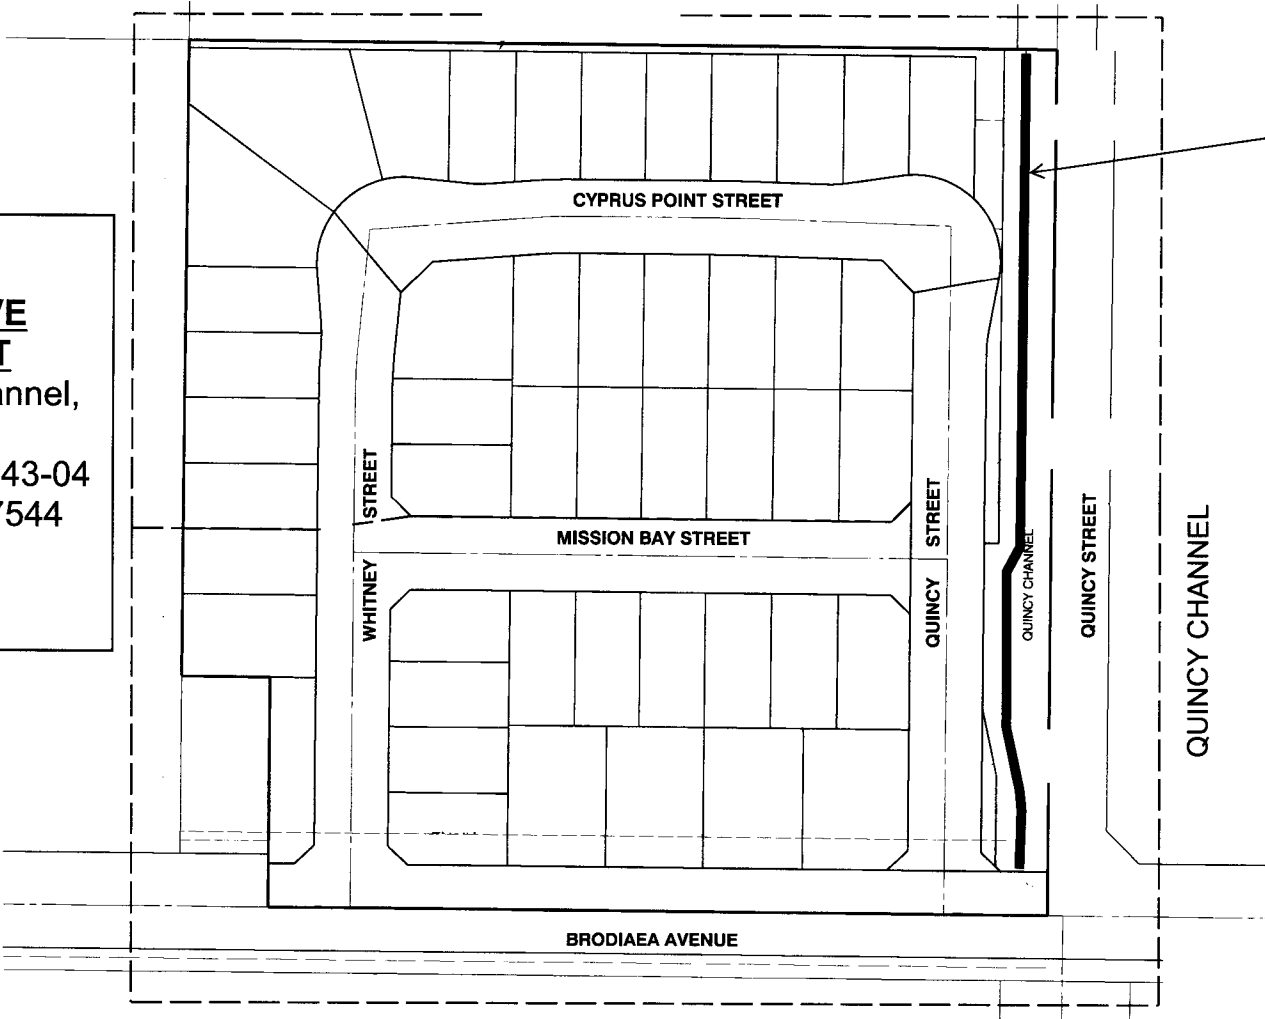 CYPRUS POINT STREET
VE
T
annel,
43-04
7544
WHITNEY STREET
MISSION BAY STREET
QUINCY STREET
QUINCY CHANNEL
QUINCY STREET
QUINCY CHANNEL
BRODIAEA AVENUE